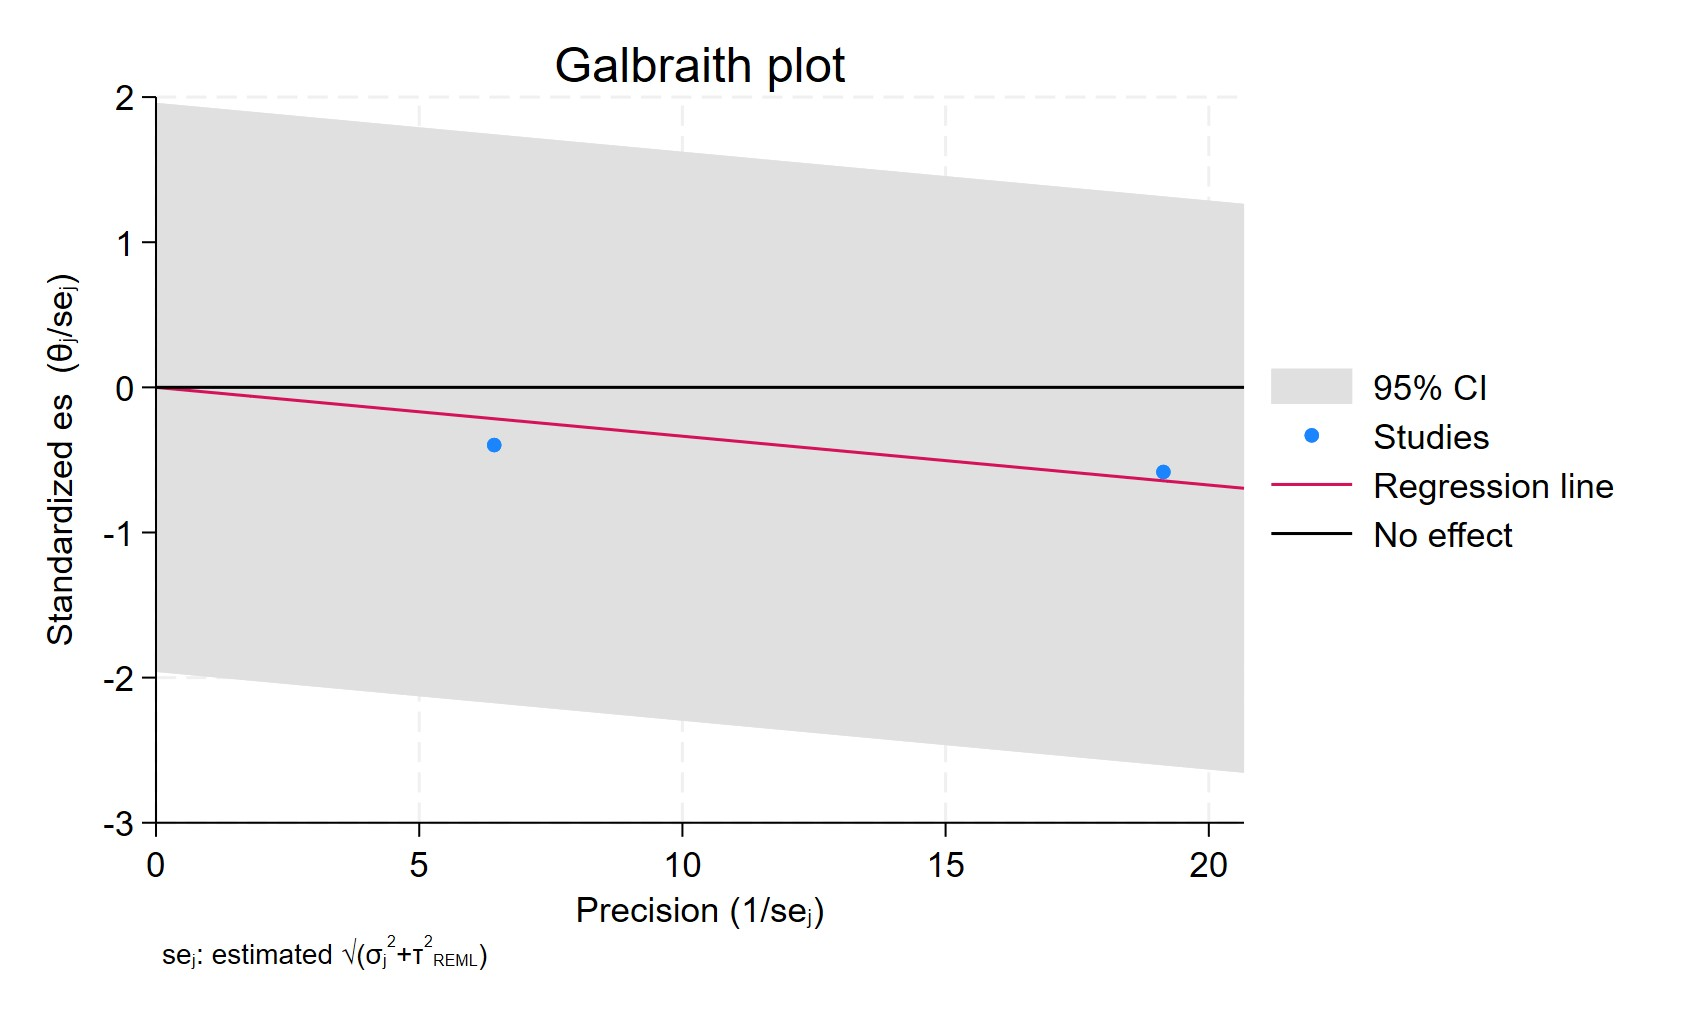 Galbraith plot
2
1
0
-1
-2
-3
Standardized es (θⱼ/seⱼ)
0 5 10 15 20
Precision (1/seⱼ)
95% CI
Studies
Regression line
No effect
seⱼ: estimated √(σⱼ²+τ²REML)